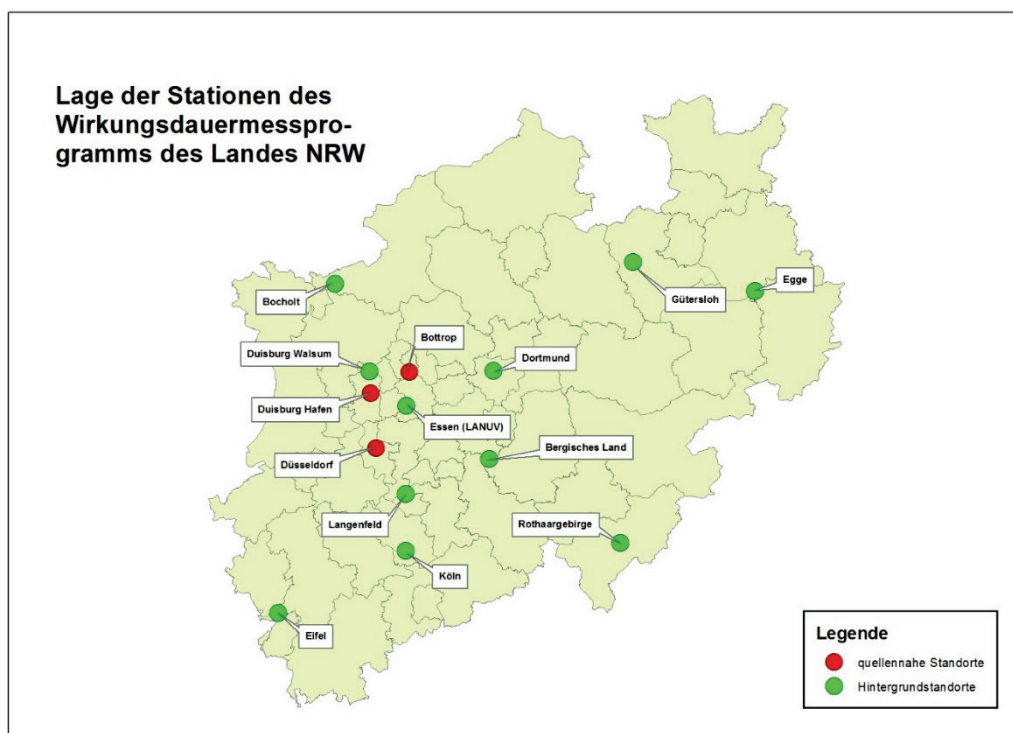 Lage der Stationen des
Wirkungsdauermesspro-
gramms des Landes NRW
Egge
Gütersloh
Bocholt
Bottrop
Duisburg Walsum
Dortmund
Duisburg Hafen
Essen (LANUV)
Bergisches Land
Düsseldorf
Langenfeld
Rothaargebirge
Köln
Eifel
Legende
quellennahe Standorte
Hintergrundstandorte